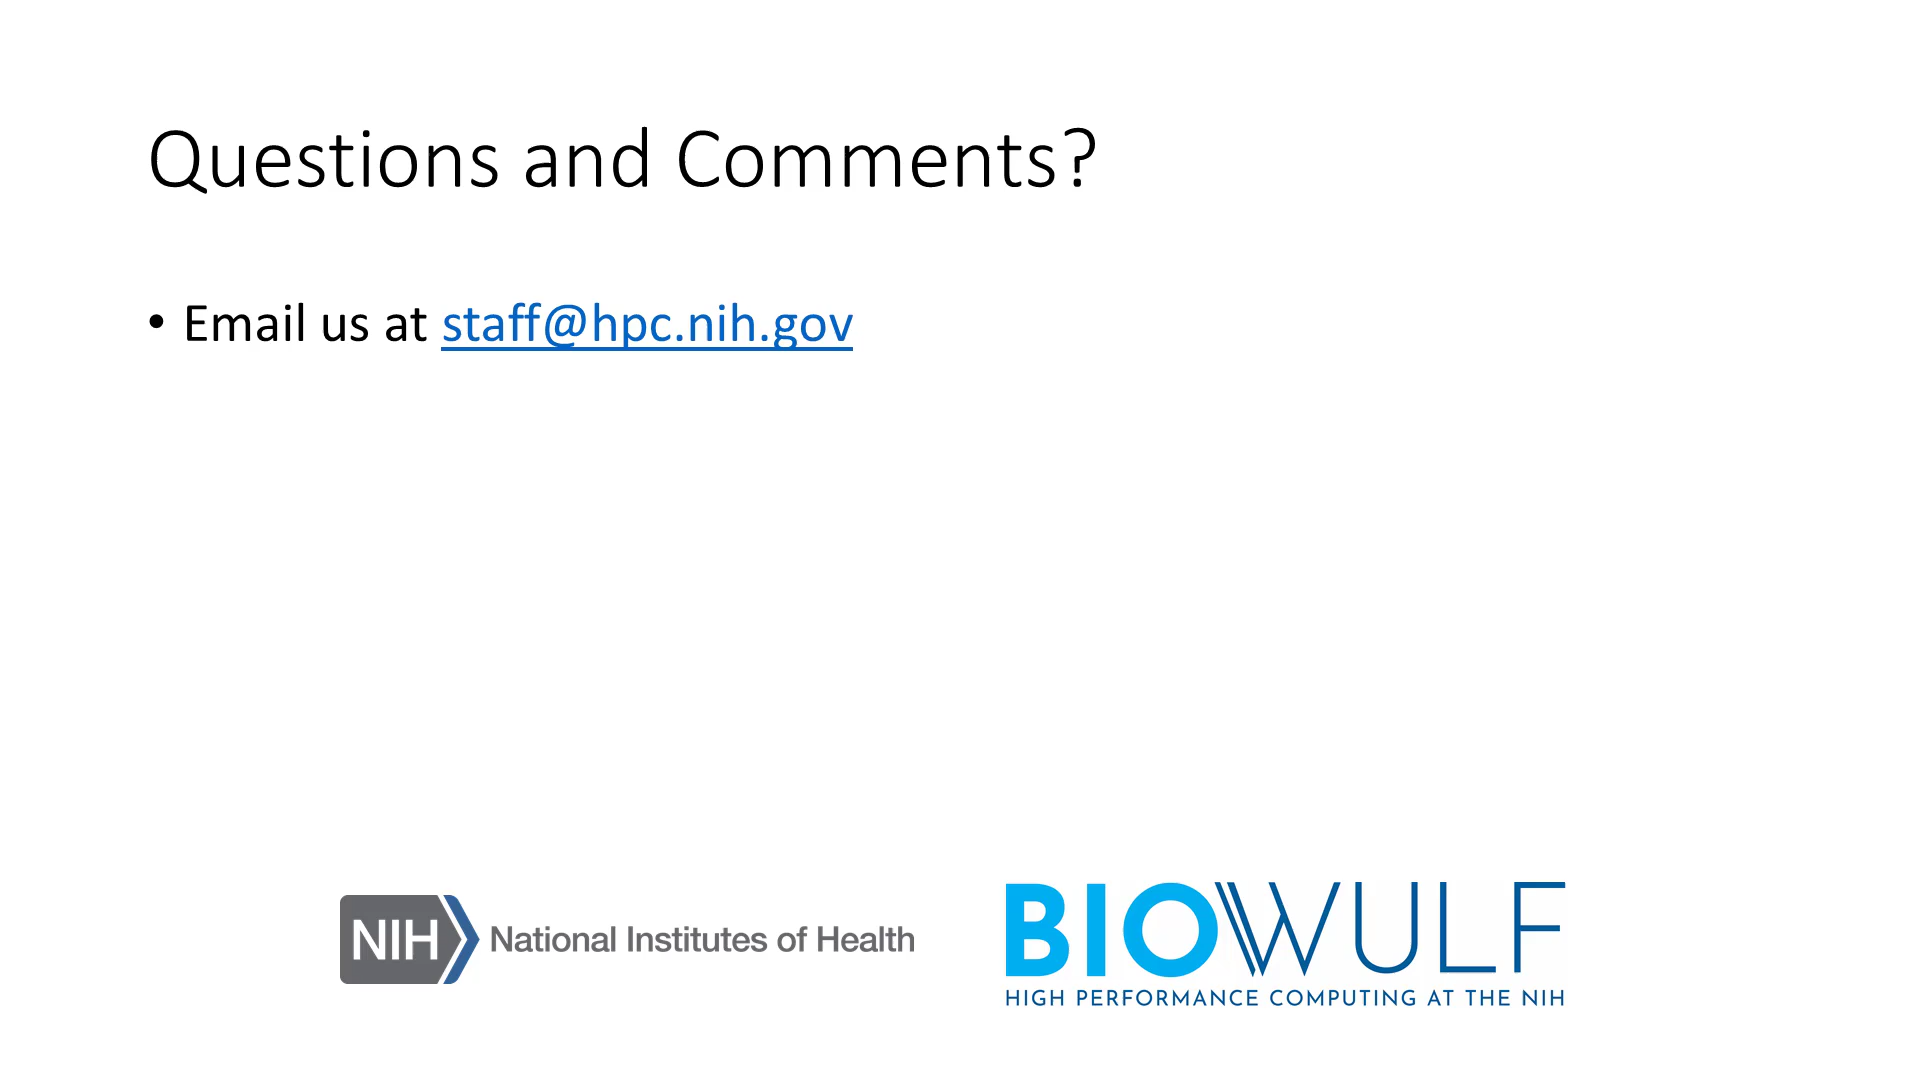 Questions and Comments?
• Email us at staff@hpc.nih.gov
NIH National Institutes of Health
BIOWULF
HIGH PERFORMANCE COMPUTING AT THE NIH